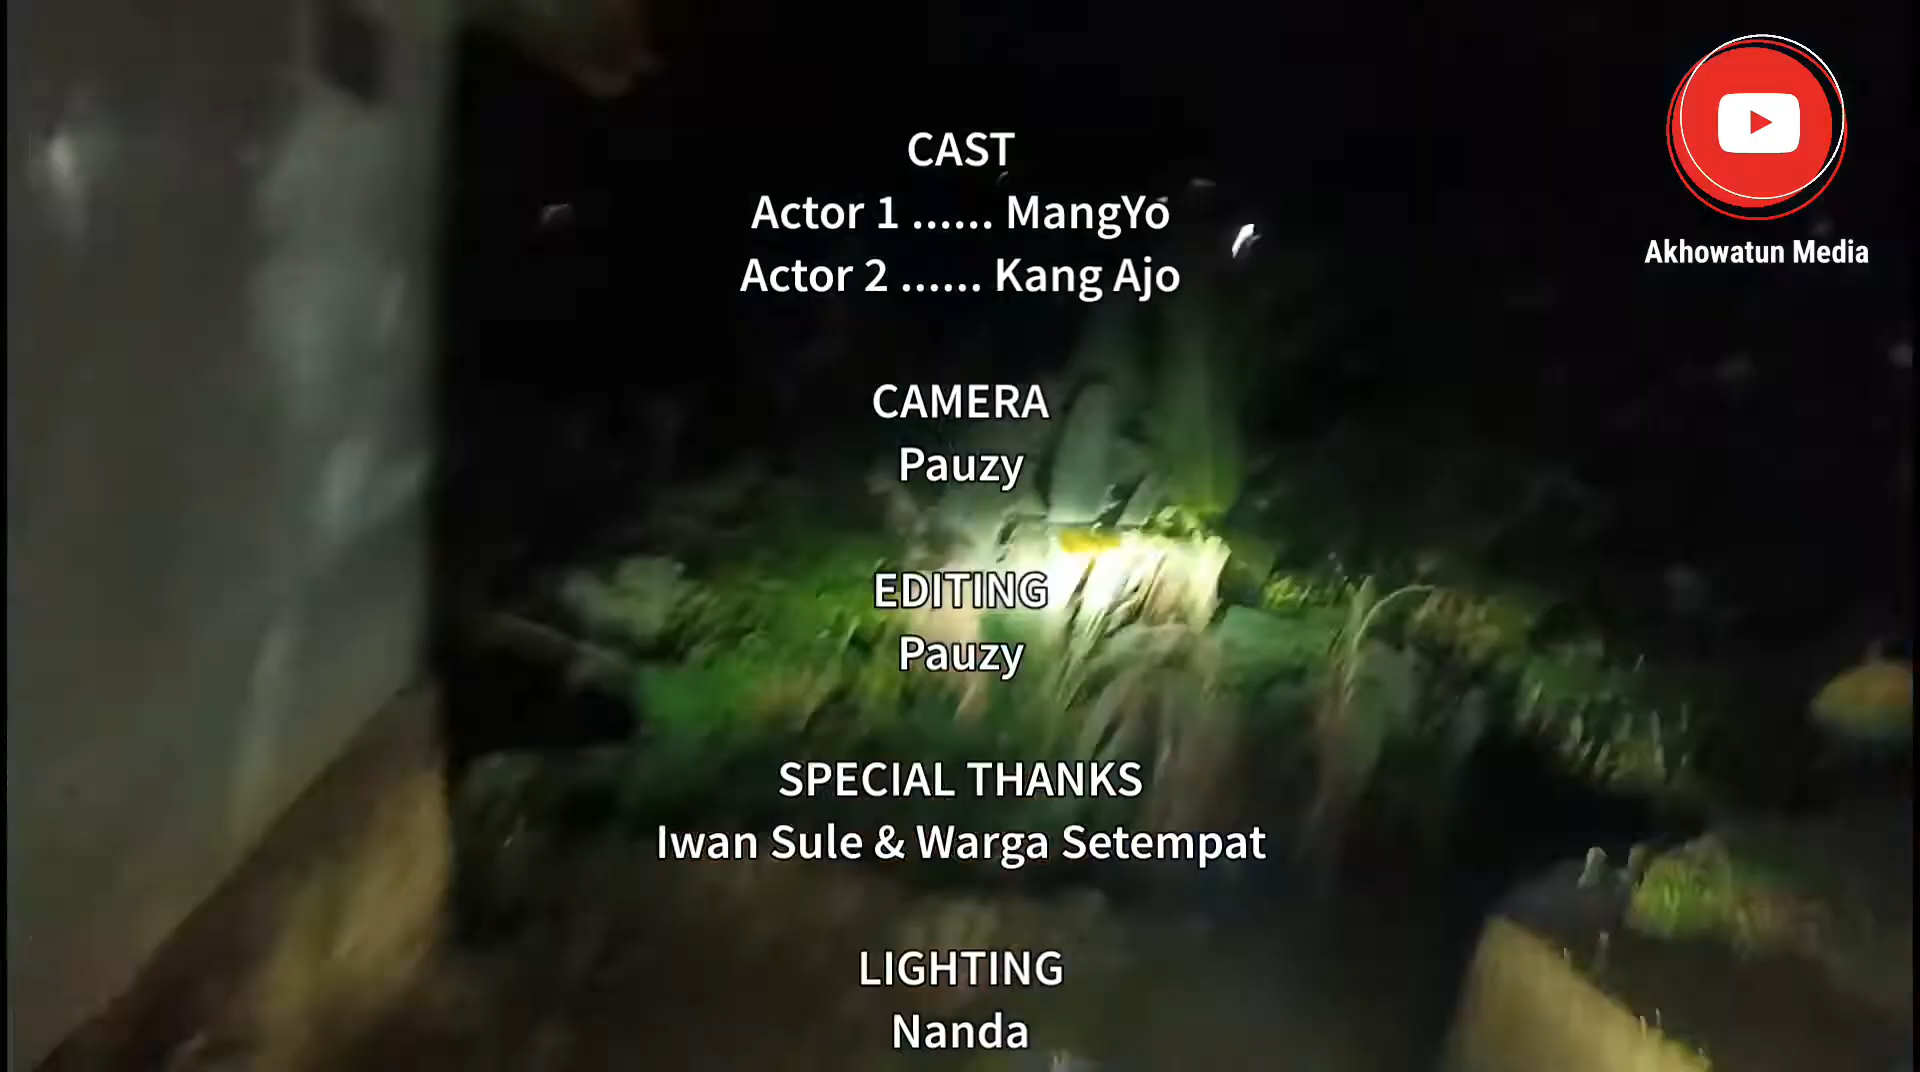 CAST
Actor 1 ...... MangYo
Actor 2 ...... Kang Ajo
CAMERA
Pauzy
EDITING
Pauzy
SPECIAL THANKS
Iwan Sule & Warga Setempat
LIGHTING
Nanda
Akhowatun Media